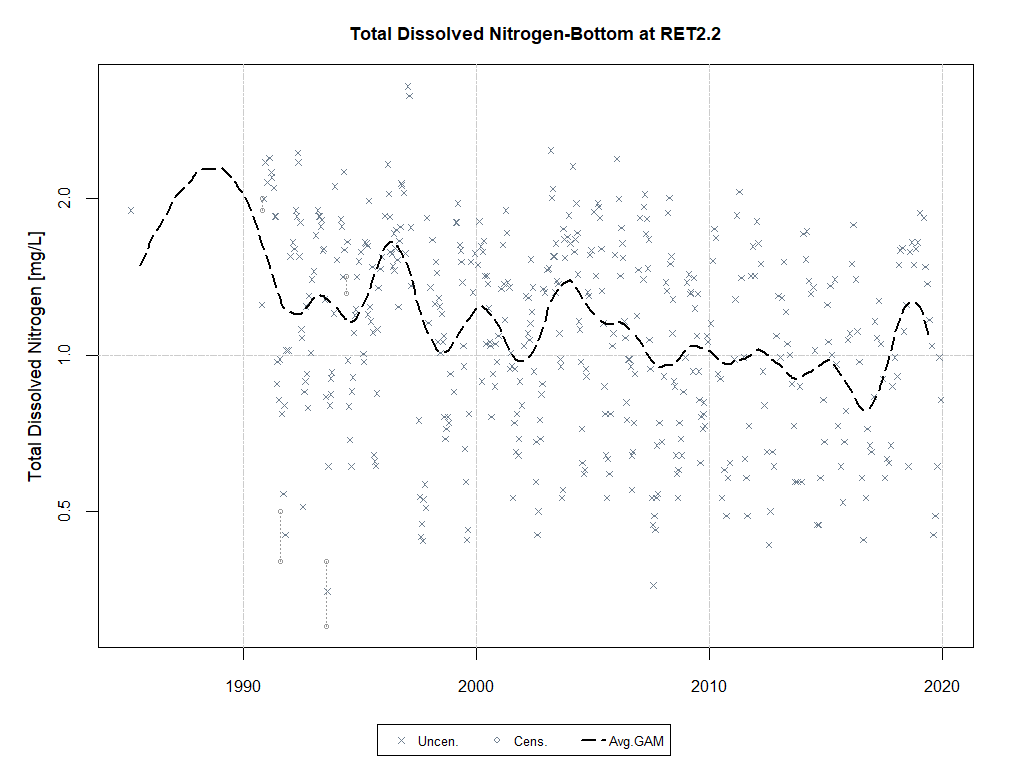 Total Dissolved Nitrogen-Bottom at RET2.2
Total Dissolved Nitrogen [mg/L]
2.0
1.0
0.5
1990 2000 2010 2020
Uncen. Cens. Avg.GAM